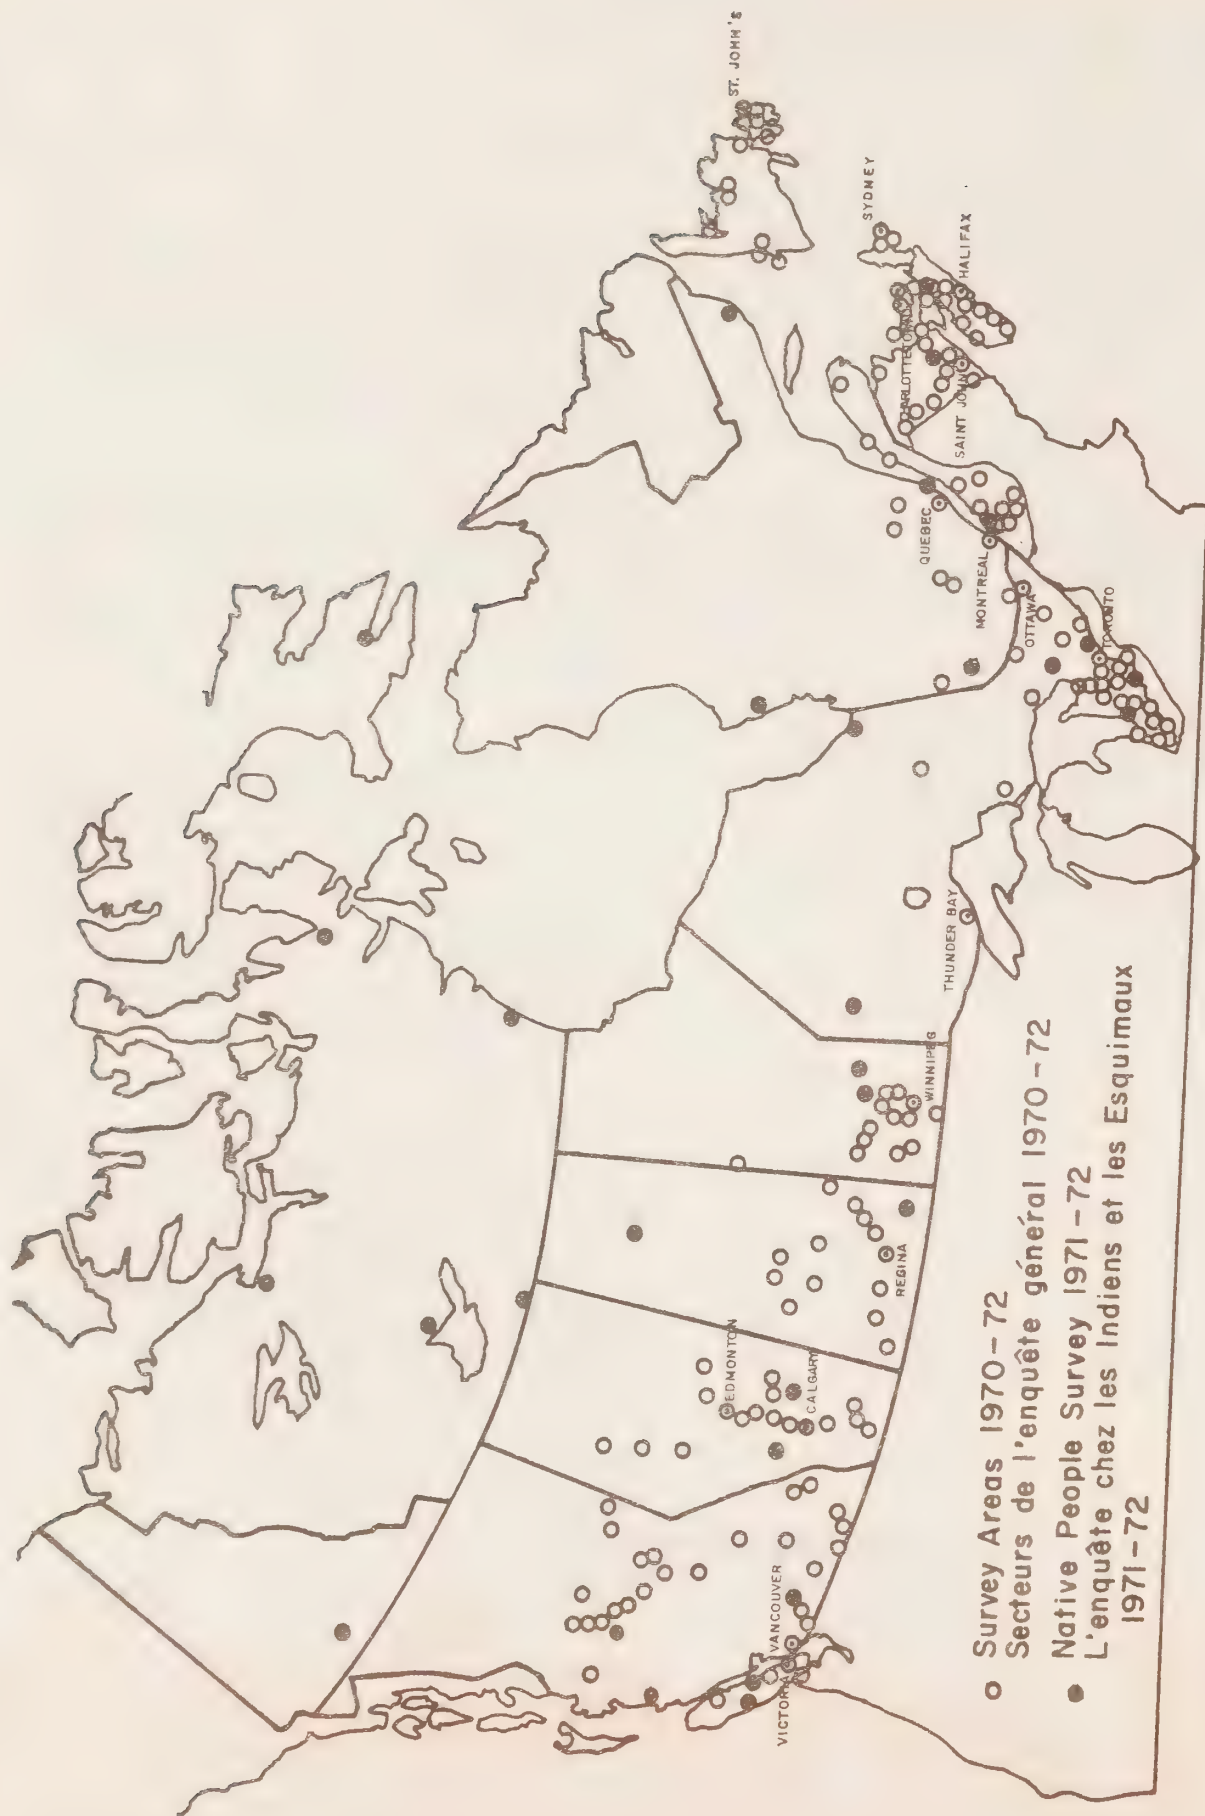 ST. JOHN'S
SYDNEY
HALIFAX
CHARLOTTETOWN
SAINT JOHN
QUEBEC
MONTREAL
OTTAWA
TORONTO
THUNDER BAY
WINNIPEG
REGINA
EDMONTON
CALGARY
VANCOUVER
VICTORIA
Survey Areas 1970-72
Secteurs de l'enquête général 1970-72
Native People Survey 1971-72
L'enquête chez les Indiens et les Esquimaux
1971-72